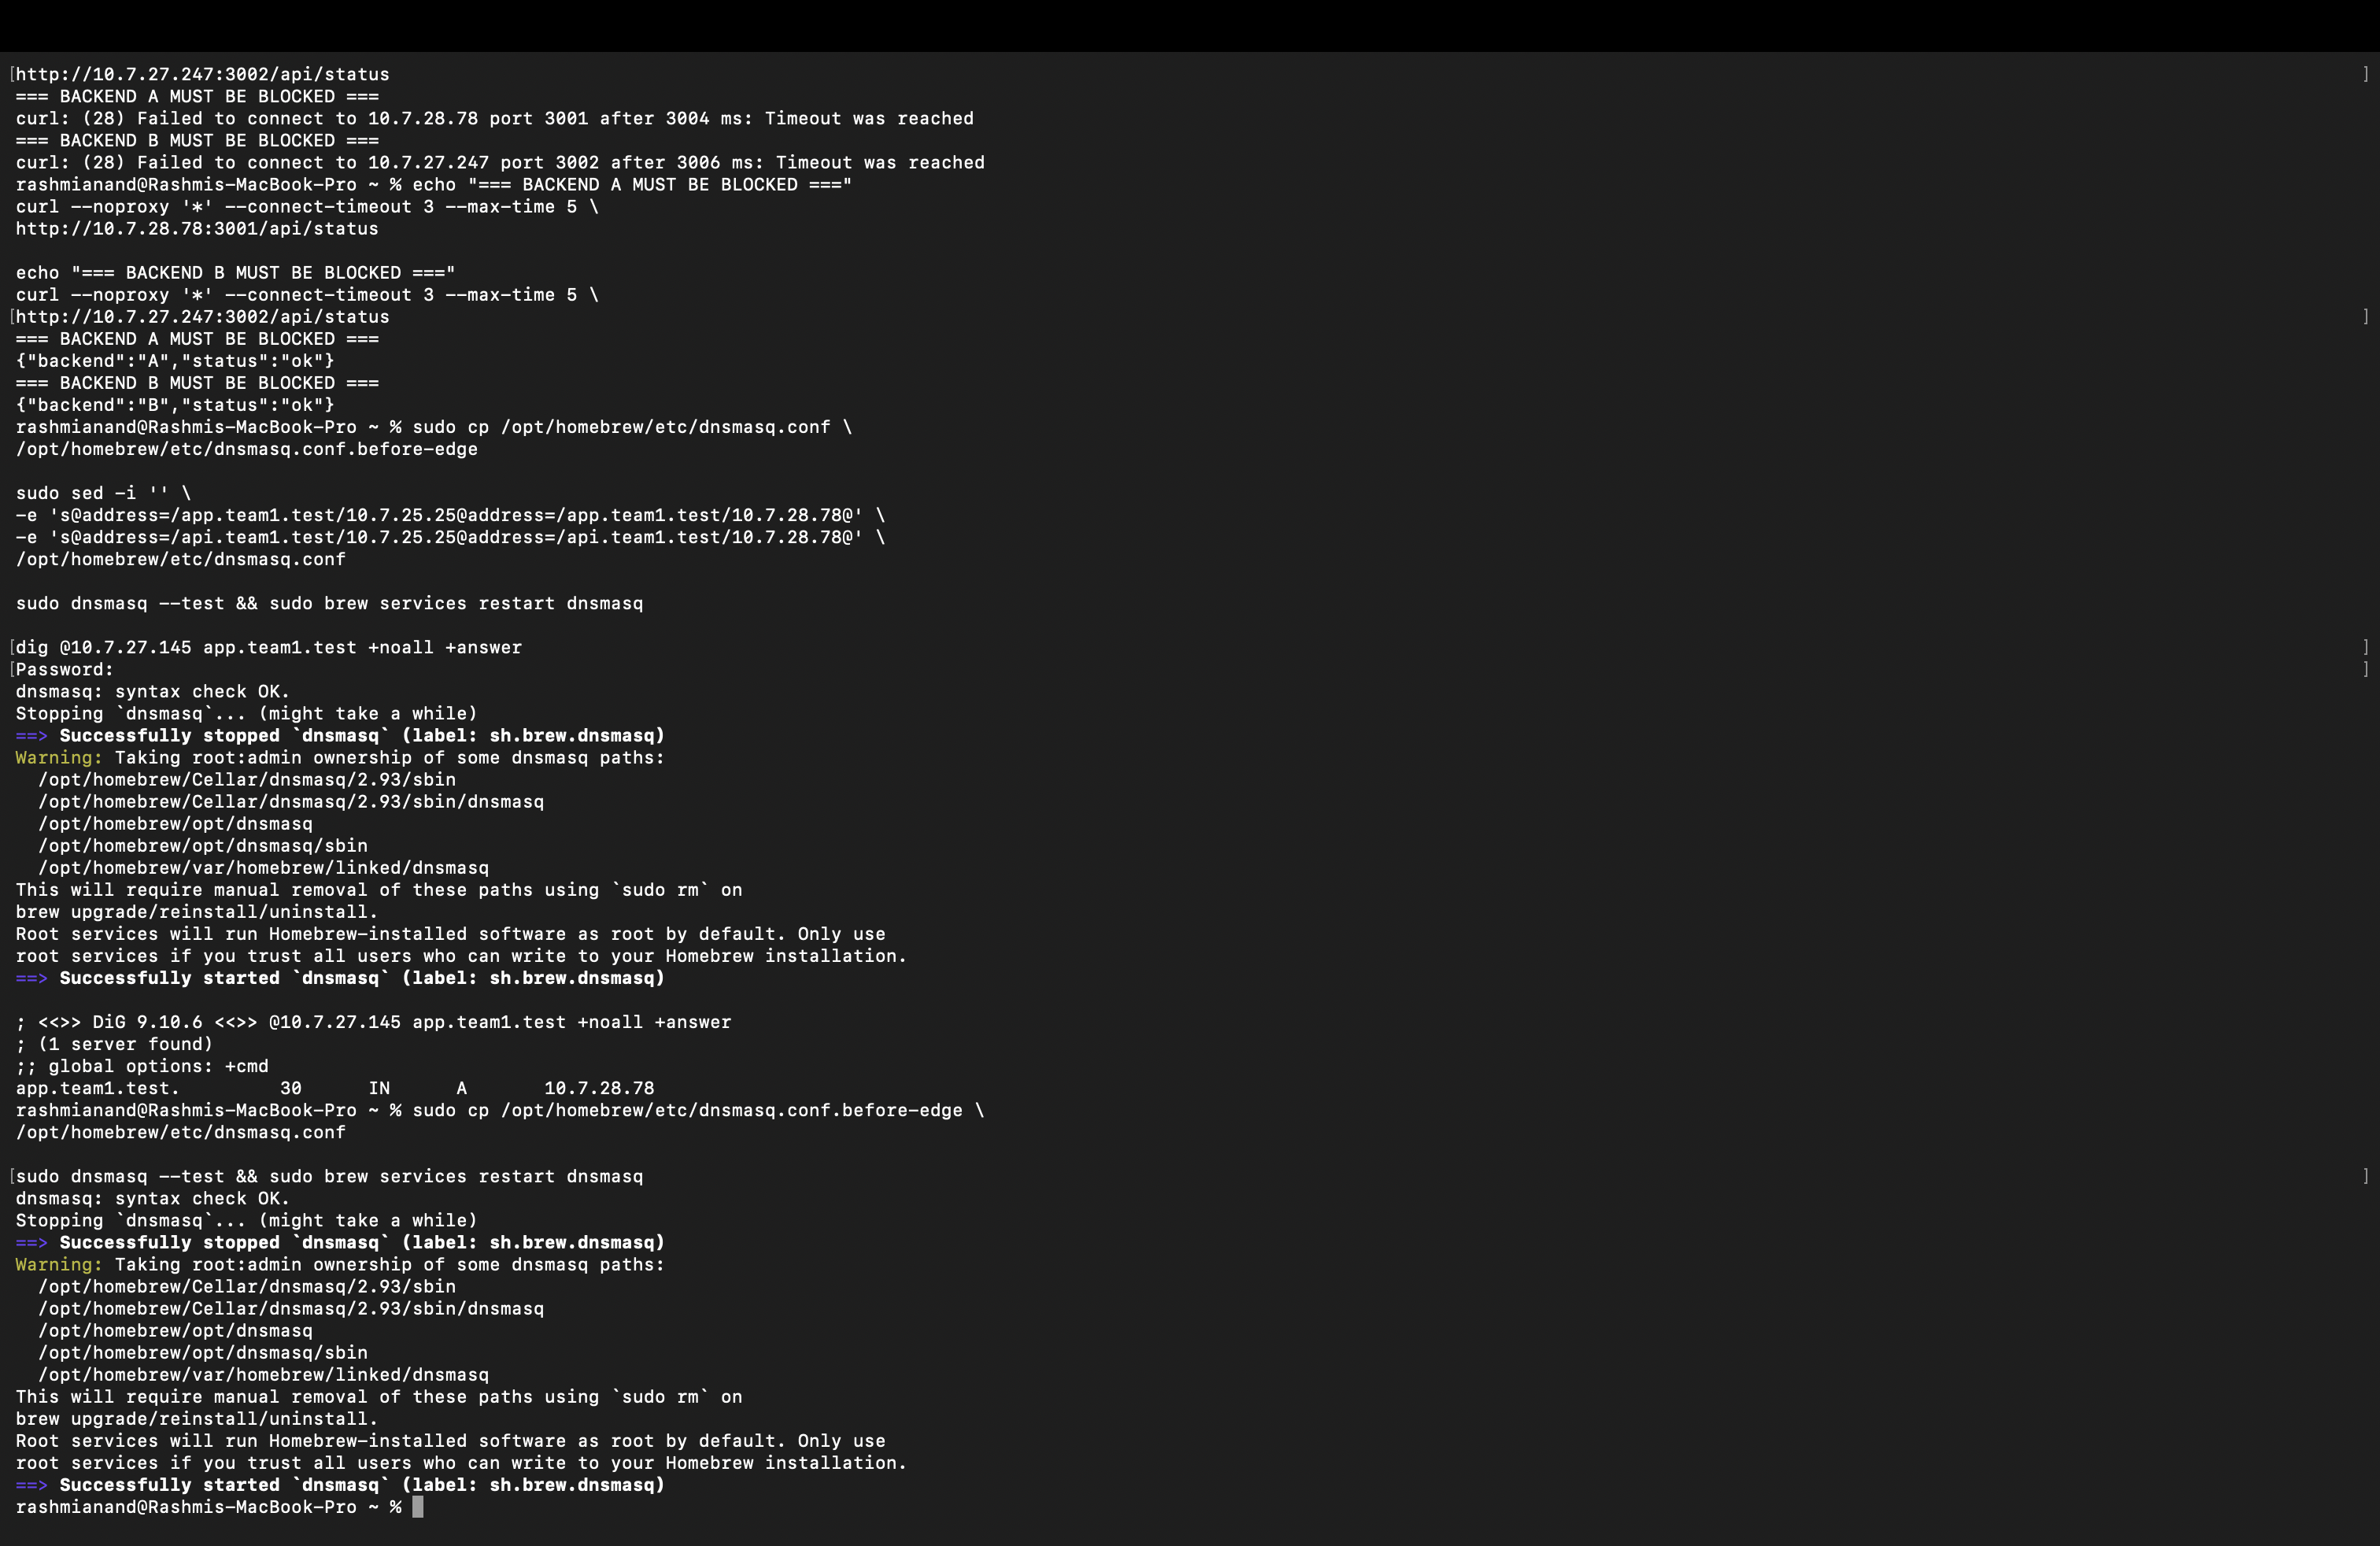 [http://10.7.27.247:3002/api/status ]
=== BACKEND A MUST BE BLOCKED ===
curl: (28) Failed to connect to 10.7.28.78 port 3001 after 3004 ms: Timeout was reached
=== BACKEND B MUST BE BLOCKED ===
curl: (28) Failed to connect to 10.7.27.247 port 3002 after 3006 ms: Timeout was reached
rashmianand@Rashmis-MacBook-Pro ~ % echo "=== BACKEND A MUST BE BLOCKED ==="
curl --noproxy '*' --connect-timeout 3 --max-time 5 \
http://10.7.28.78:3001/api/status

echo "=== BACKEND B MUST BE BLOCKED ==="
curl --noproxy '*' --connect-timeout 3 --max-time 5 \
[http://10.7.27.247:3002/api/status ]
=== BACKEND A MUST BE BLOCKED ===
{"backend":"A","status":"ok"}
=== BACKEND B MUST BE BLOCKED ===
{"backend":"B","status":"ok"}
rashmianand@Rashmis-MacBook-Pro ~ % sudo cp /opt/homebrew/etc/dnsmasq.conf \
/opt/homebrew/etc/dnsmasq.conf.before-edge

sudo sed -i '' \
-e 's@address=/app.team1.test/10.7.25.25@address=/app.team1.test/10.7.28.78@' \
-e 's@address=/api.team1.test/10.7.25.25@address=/api.team1.test/10.7.28.78@' \
/opt/homebrew/etc/dnsmasq.conf

sudo dnsmasq --test && sudo brew services restart dnsmasq

[dig @10.7.27.145 app.team1.test +noall +answer ]
[Password: ]
dnsmasq: syntax check OK.
Stopping `dnsmasq`... (might take a while)
==> Successfully stopped `dnsmasq` (label: sh.brew.dnsmasq)
Warning: Taking root:admin ownership of some dnsmasq paths:
  /opt/homebrew/Cellar/dnsmasq/2.93/sbin
  /opt/homebrew/Cellar/dnsmasq/2.93/sbin/dnsmasq
  /opt/homebrew/opt/dnsmasq
  /opt/homebrew/opt/dnsmasq/sbin
  /opt/homebrew/var/homebrew/linked/dnsmasq
This will require manual removal of these paths using `sudo rm` on
brew upgrade/reinstall/uninstall.
Root services will run Homebrew-installed software as root by default. Only use
root services if you trust all users who can write to your Homebrew installation.
==> Successfully started `dnsmasq` (label: sh.brew.dnsmasq)

; <<>> DiG 9.10.6 <<>> @10.7.27.145 app.team1.test +noall +answer
; (1 server found)
;; global options: +cmd
app.team1.test. 30 IN A 10.7.28.78
rashmianand@Rashmis-MacBook-Pro ~ % sudo cp /opt/homebrew/etc/dnsmasq.conf.before-edge \
/opt/homebrew/etc/dnsmasq.conf

[sudo dnsmasq --test && sudo brew services restart dnsmasq ]
dnsmasq: syntax check OK.
Stopping `dnsmasq`... (might take a while)
==> Successfully stopped `dnsmasq` (label: sh.brew.dnsmasq)
Warning: Taking root:admin ownership of some dnsmasq paths:
  /opt/homebrew/Cellar/dnsmasq/2.93/sbin
  /opt/homebrew/Cellar/dnsmasq/2.93/sbin/dnsmasq
  /opt/homebrew/opt/dnsmasq
  /opt/homebrew/opt/dnsmasq/sbin
  /opt/homebrew/var/homebrew/linked/dnsmasq
This will require manual removal of these paths using `sudo rm` on
brew upgrade/reinstall/uninstall.
Root services will run Homebrew-installed software as root by default. Only use
root services if you trust all users who can write to your Homebrew installation.
==> Successfully started `dnsmasq` (label: sh.brew.dnsmasq)
rashmianand@Rashmis-MacBook-Pro ~ %